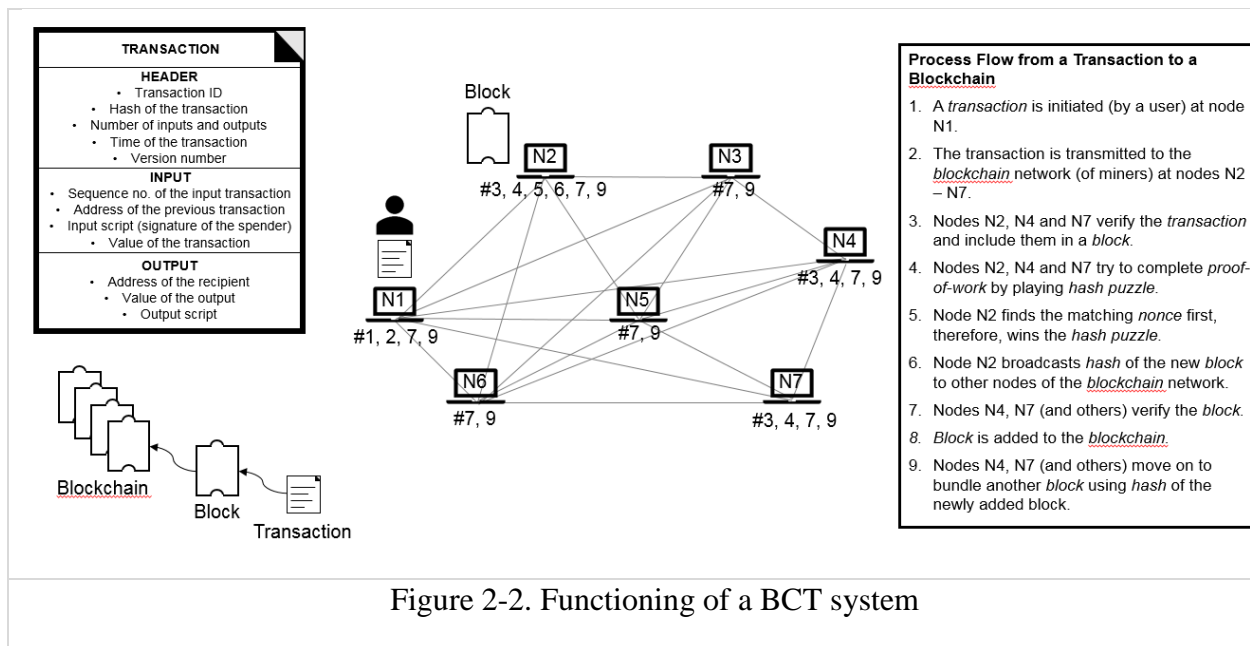 TRANSACTION
HEADER
• Transaction ID
• Hash of the transaction
• Number of inputs and outputs
• Time of the transaction
• Version number
INPUT
• Sequence no. of the input transaction
• Address of the previous transaction
• Input script (signature of the spender)
• Value of the transaction
OUTPUT
• Address of the recipient
• Value of the output
• Output script
Blockchain
Block
Transaction
Block
N2
#3, 4, 5, 6, 7, 9
N3
#7, 9
N4
#3, 4, 7, 9
N1
#1, 2, 7, 9
N5
#7, 9
N6
#7, 9
N7
#3, 4, 7, 9
Process Flow from a Transaction to a
Blockchain
1. A transaction is initiated (by a user) at node
N1.
2. The transaction is transmitted to the
blockchain network (of miners) at nodes N2
– N7.
3. Nodes N2, N4 and N7 verify the transaction
and include them in a block.
4. Nodes N2, N4 and N7 try to complete proof-
of-work by playing hash puzzle.
5. Node N2 finds the matching nonce first,
therefore, wins the hash puzzle.
6. Node N2 broadcasts hash of the new block
to other nodes of the blockchain network.
7. Nodes N4, N7 (and others) verify the block.
8. Block is added to the blockchain.
9. Nodes N4, N7 (and others) move on to
bundle another block using hash of the
newly added block.
Figure 2-2. Functioning of a BCT system